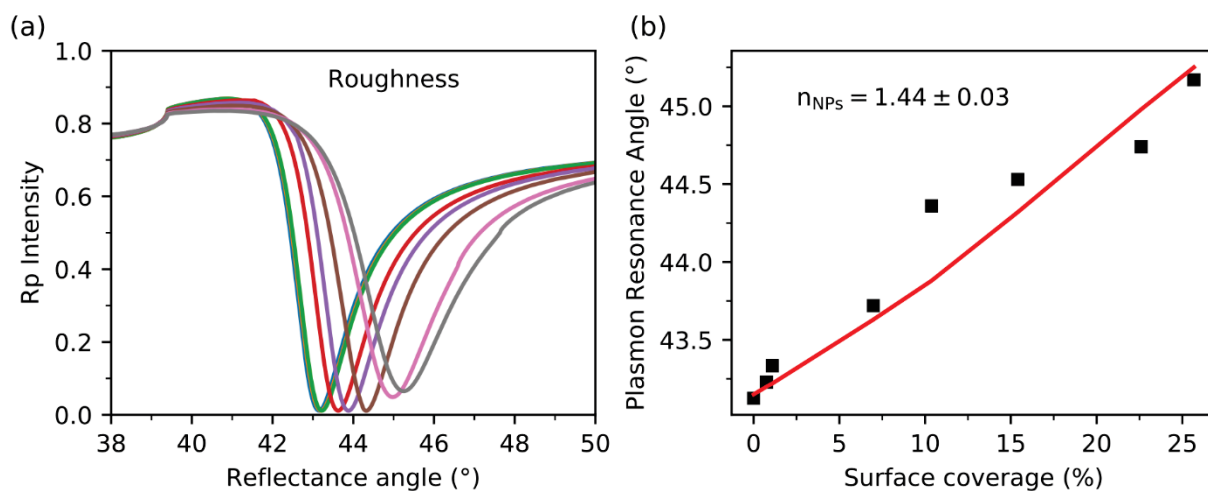 (a)
Roughness
Rp Intensity
1.0
0.8
0.6
0.4
0.2
0.0
38
40
42
44
46
48
50
Reflectance angle (°)
(b)
n_NPs = 1.44 ± 0.03
Plasmon Resonance Angle (°)
45.0
44.5
44.0
43.5
0
5
10
15
20
25
Surface coverage (%)